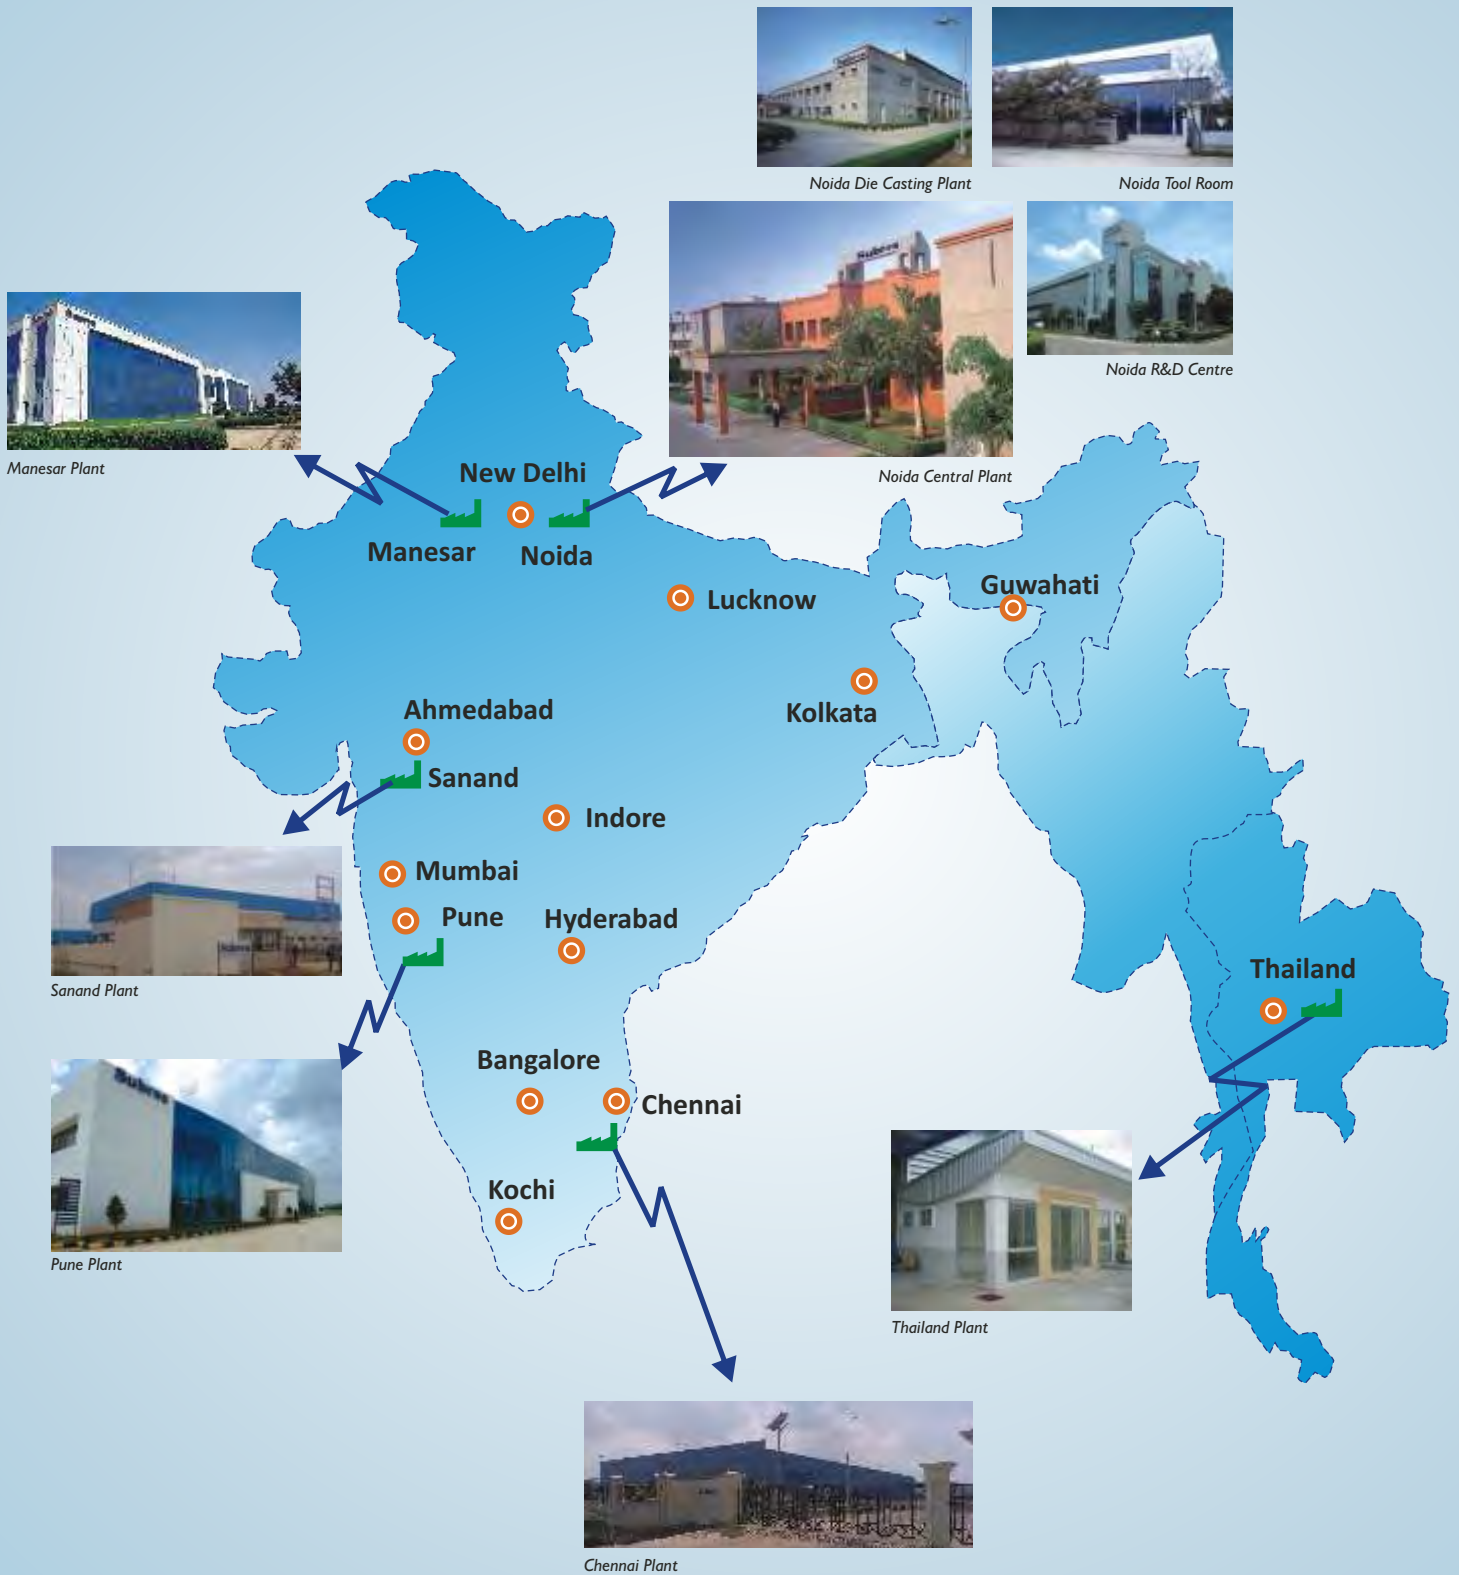 Noida Die Casting Plant
Noida Tool Room
Subros
Noida R&D Centre
Manesar Plant
Noida Central Plant
New Delhi
Manesar
Noida
Lucknow
Guwahati
Kolkata
Ahmedabad
Sanand
Indore
Mumbai
Pune
Hyderabad
Sanand Plant
Thailand
Bangalore
Chennai
Subros
Kochi
Pune Plant
Thailand Plant
Chennai Plant